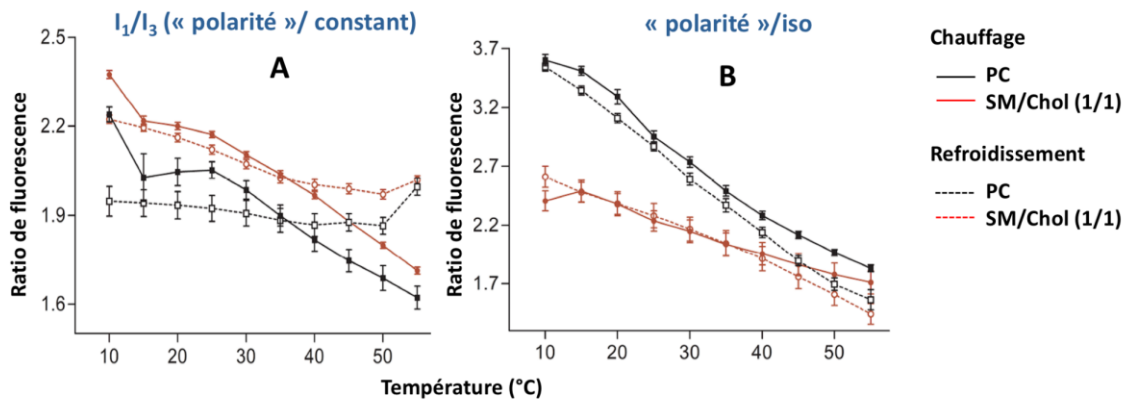 I₁/I₃ (« polarité »/ constant)
« polarité »/iso
A
B
Ratio de fluorescence
2.5
2.2
1.9
1.6
10
20
30
40
50
Ratio de fluorescence
3.7
3.2
2.7
2.2
1.7
10
20
30
40
50
Température (°C)
Chauffage
PC
SM/Chol (1/1)
Refroidissement
PC
SM/Chol (1/1)